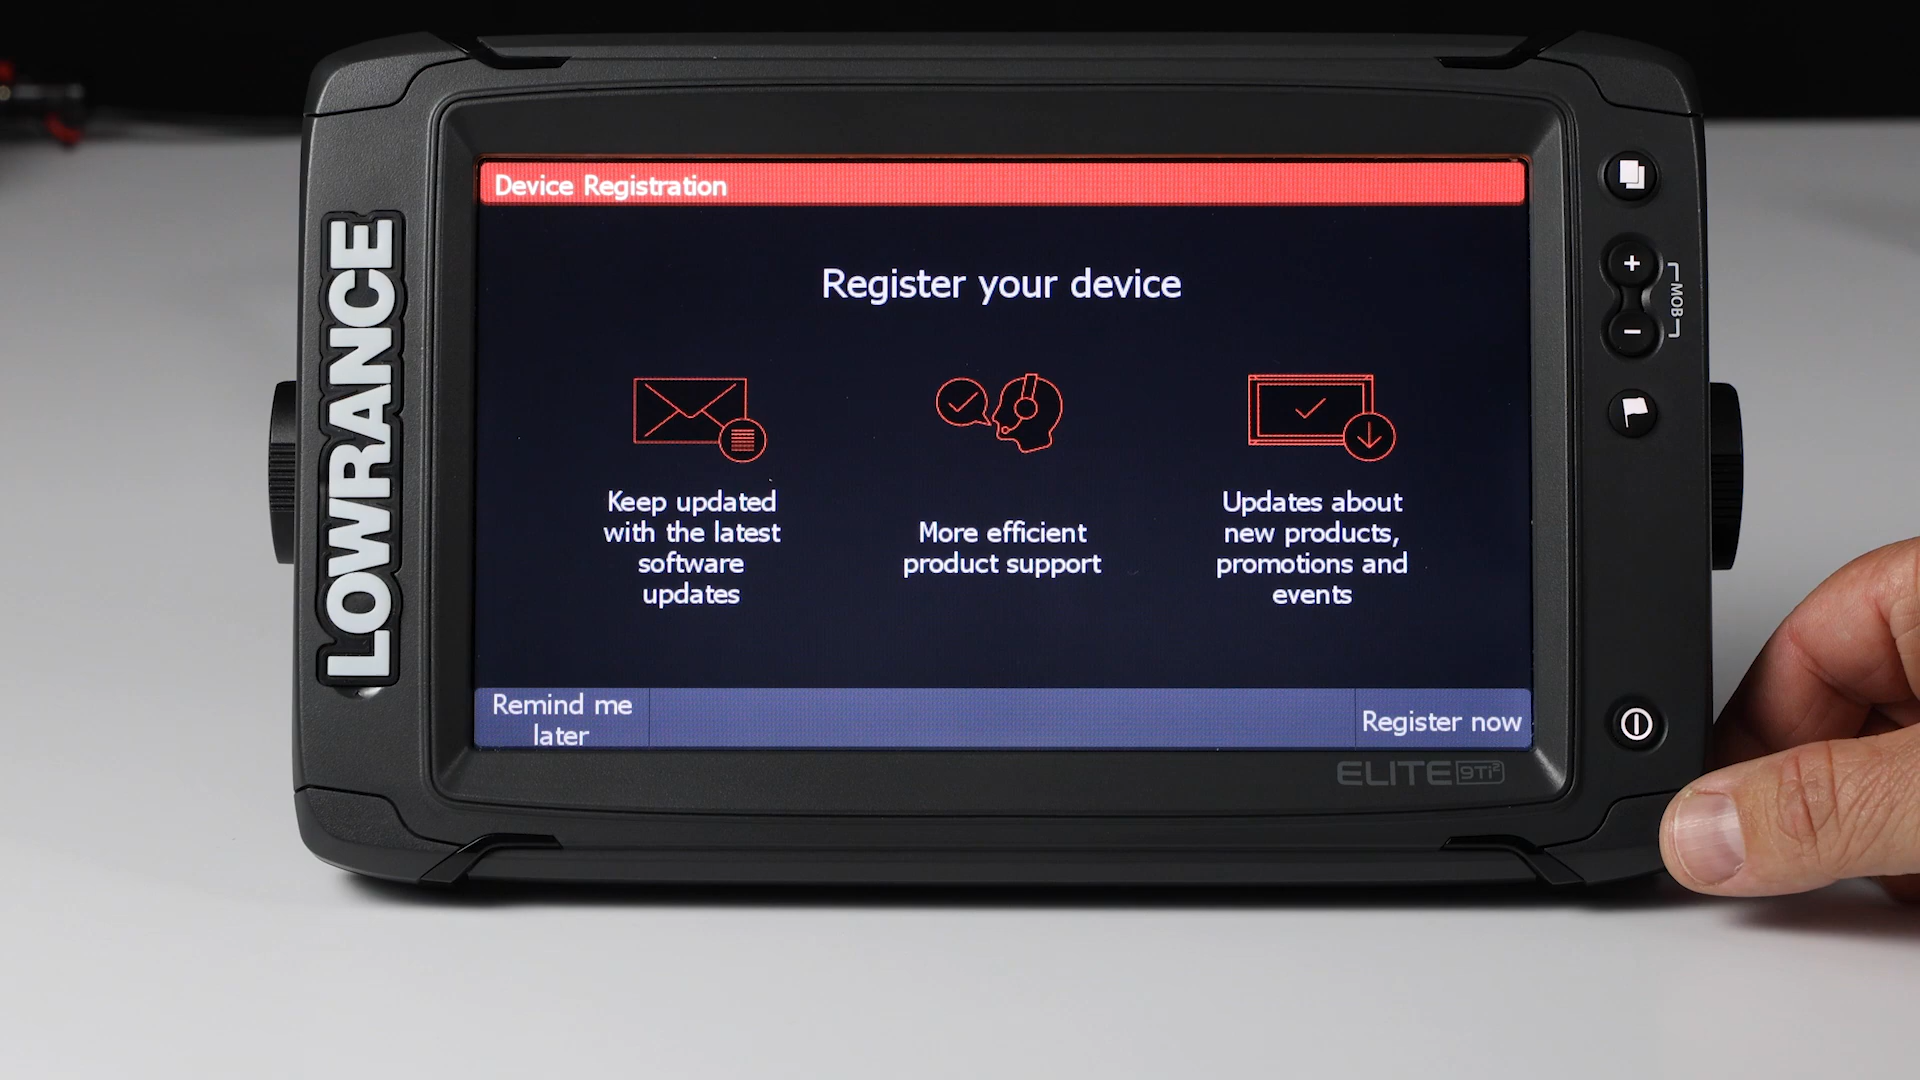 LOWRANCE
Device Registration
Register your device
Keep updated
with the latest
software
updates
More efficient
product support
Updates about
new products,
promotions and
events
Remind me
later
Register now
+
MOB
-
ELITE 9Ti²